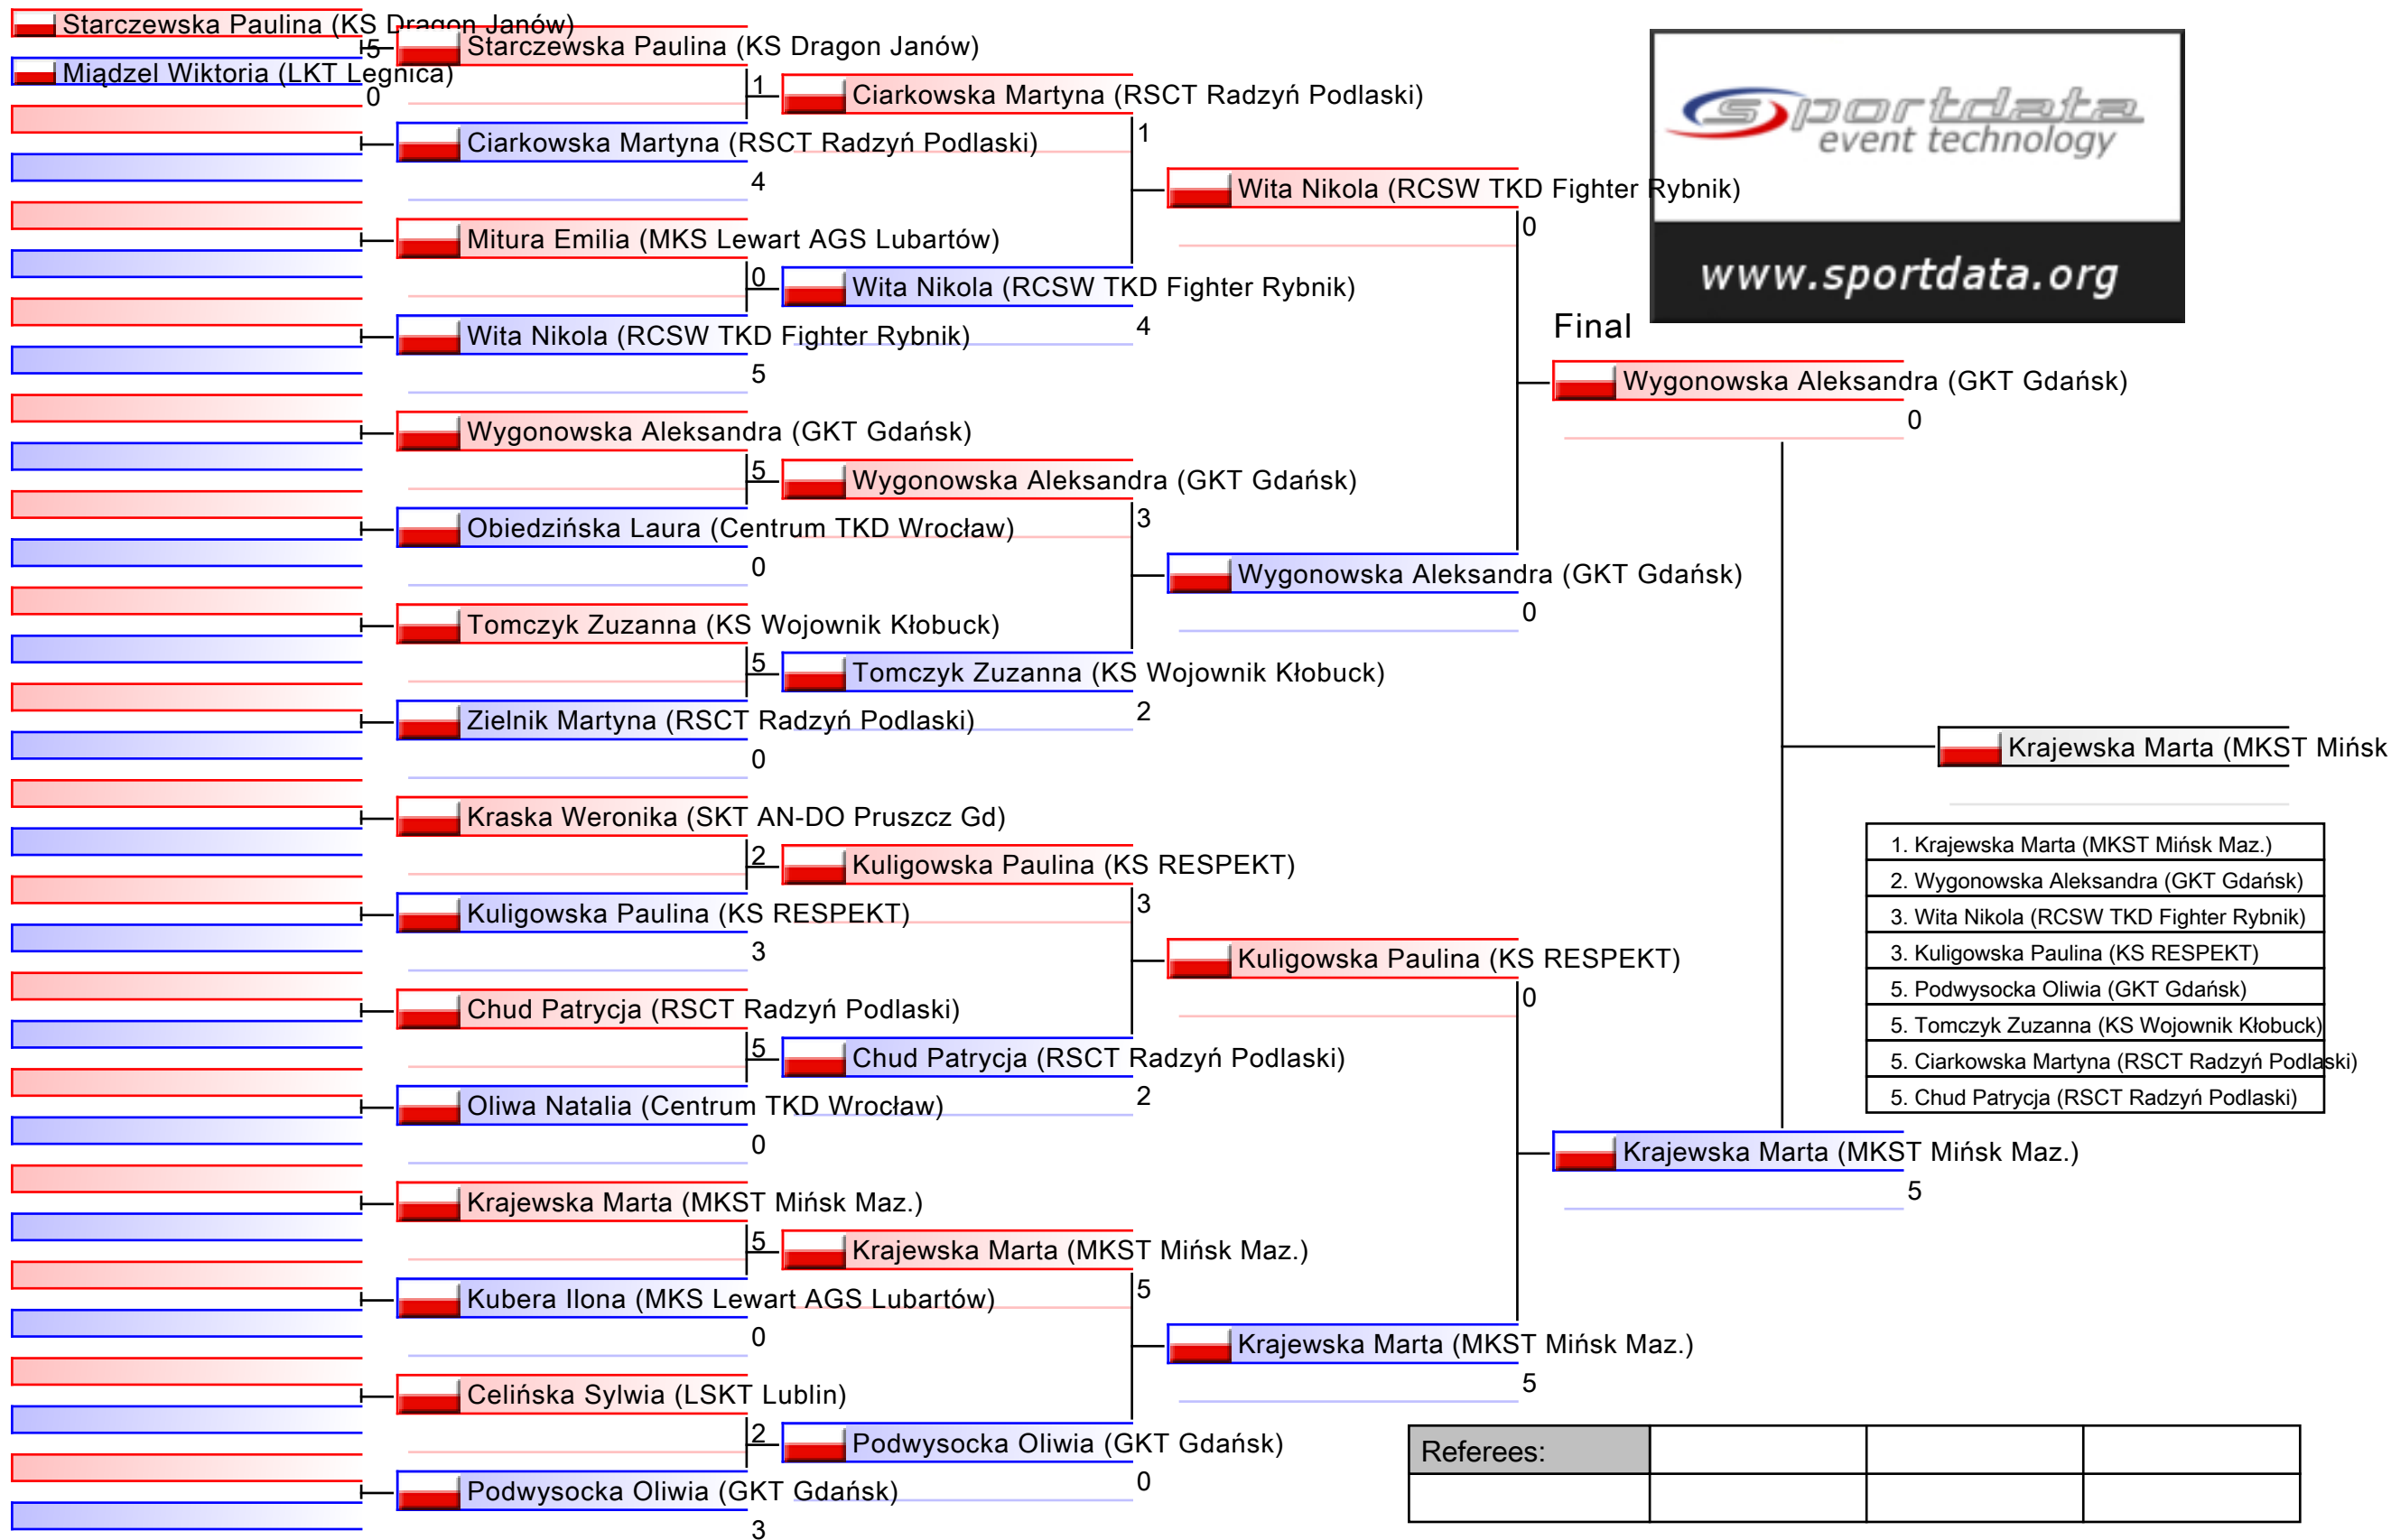 Starczewska Paulina (KS Dragon Janów)
5
Miądzel Wiktoria (LKT Legnica)
0
Starczewska Paulina (KS Dragon Janów)
1
Ciarkowska Martyna (RSCT Radzyń Podlaski)
4
Mitura Emilia (MKS Lewart AGS Lubartów)
0
Wita Nikola (RCSW TKD Fighter Rybnik)
5
Wygonowska Aleksandra (GKT Gdańsk)
5
Obiedzińska Laura (Centrum TKD Wrocław)
0
Tomczyk Zuzanna (KS Wojownik Kłobuck)
5
Zielnik Martyna (RSCT Radzyń Podlaski)
0
Kraska Weronika (SKT AN-DO Pruszcz Gd)
2
Kuligowska Paulina (KS RESPEKT)
3
Chud Patrycja (RSCT Radzyń Podlaski)
5
Oliwa Natalia (Centrum TKD Wrocław)
0
Krajewska Marta (MKST Mińsk Maz.)
5
Kubera Ilona (MKS Lewart AGS Lubartów)
0
Celińska Sylwia (LSKT Lublin)
2
Podwysocka Oliwia (GKT Gdańsk)
3
Ciarkowska Martyna (RSCT Radzyń Podlaski)
1
Wita Nikola (RCSW TKD Fighter Rybnik)
4
Wygonowska Aleksandra (GKT Gdańsk)
3
Tomczyk Zuzanna (KS Wojownik Kłobuck)
2
Kuligowska Paulina (KS RESPEKT)
3
Chud Patrycja (RSCT Radzyń Podlaski)
2
Krajewska Marta (MKST Mińsk Maz.)
5
Podwysocka Oliwia (GKT Gdańsk)
0
Wita Nikola (RCSW TKD Fighter Rybnik)
0
Wygonowska Aleksandra (GKT Gdańsk)
0
Kuligowska Paulina (KS RESPEKT)
0
Krajewska Marta (MKST Mińsk Maz.)
5
sportdata
event technology
www.sportdata.org
Final
Wygonowska Aleksandra (GKT Gdańsk)
0
Krajewska Marta (MKST Mińsk Maz.)
5
Krajewska Marta (MKST Mińsk
1. Krajewska Marta (MKST Mińsk Maz.)
2. Wygonowska Aleksandra (GKT Gdańsk)
3. Wita Nikola (RCSW TKD Fighter Rybnik)
3. Kuligowska Paulina (KS RESPEKT)
5. Podwysocka Oliwia (GKT Gdańsk)
5. Tomczyk Zuzanna (KS Wojownik Kłobuck)
5. Ciarkowska Martyna (RSCT Radzyń Podlaski)
5. Chud Patrycja (RSCT Radzyń Podlaski)
Referees: